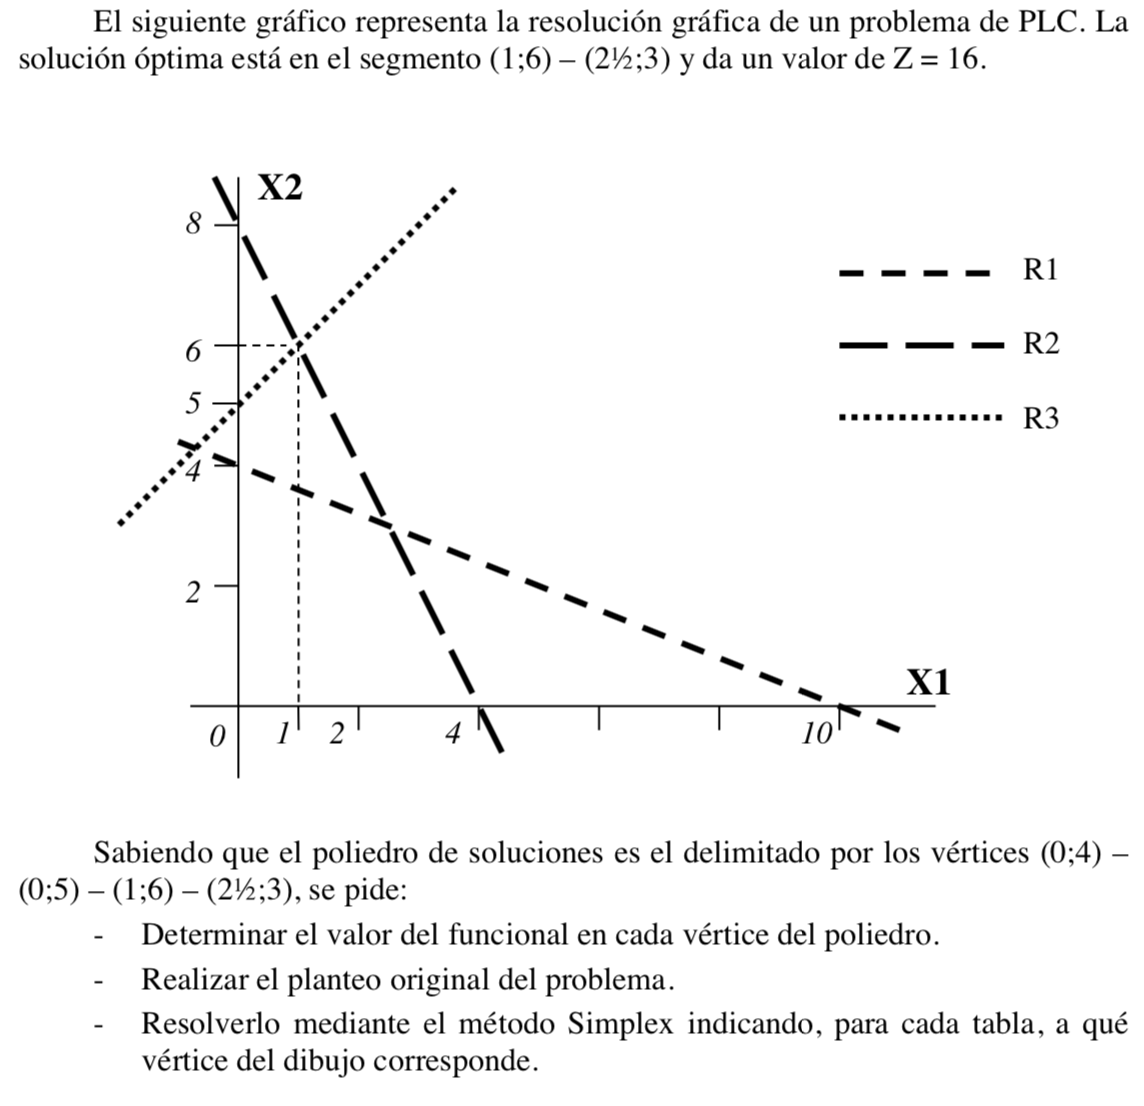 El siguiente gráfico representa la resolución gráfica de un problema de PLC. La
solución óptima está en el segmento (1;6) – (2½;3) y da un valor de Z = 16.
X2
8
R1
6
R2
5
R3
4
2
X1
0
1
2
4
10
Sabiendo que el poliedro de soluciones es el delimitado por los vértices (0;4) –
(0;5) – (1;6) – (2½;3), se pide:
- Determinar el valor del funcional en cada vértice del poliedro.
- Realizar el planteo original del problema.
- Resolverlo mediante el método Simplex indicando, para cada tabla, a qué
vértice del dibujo corresponde.